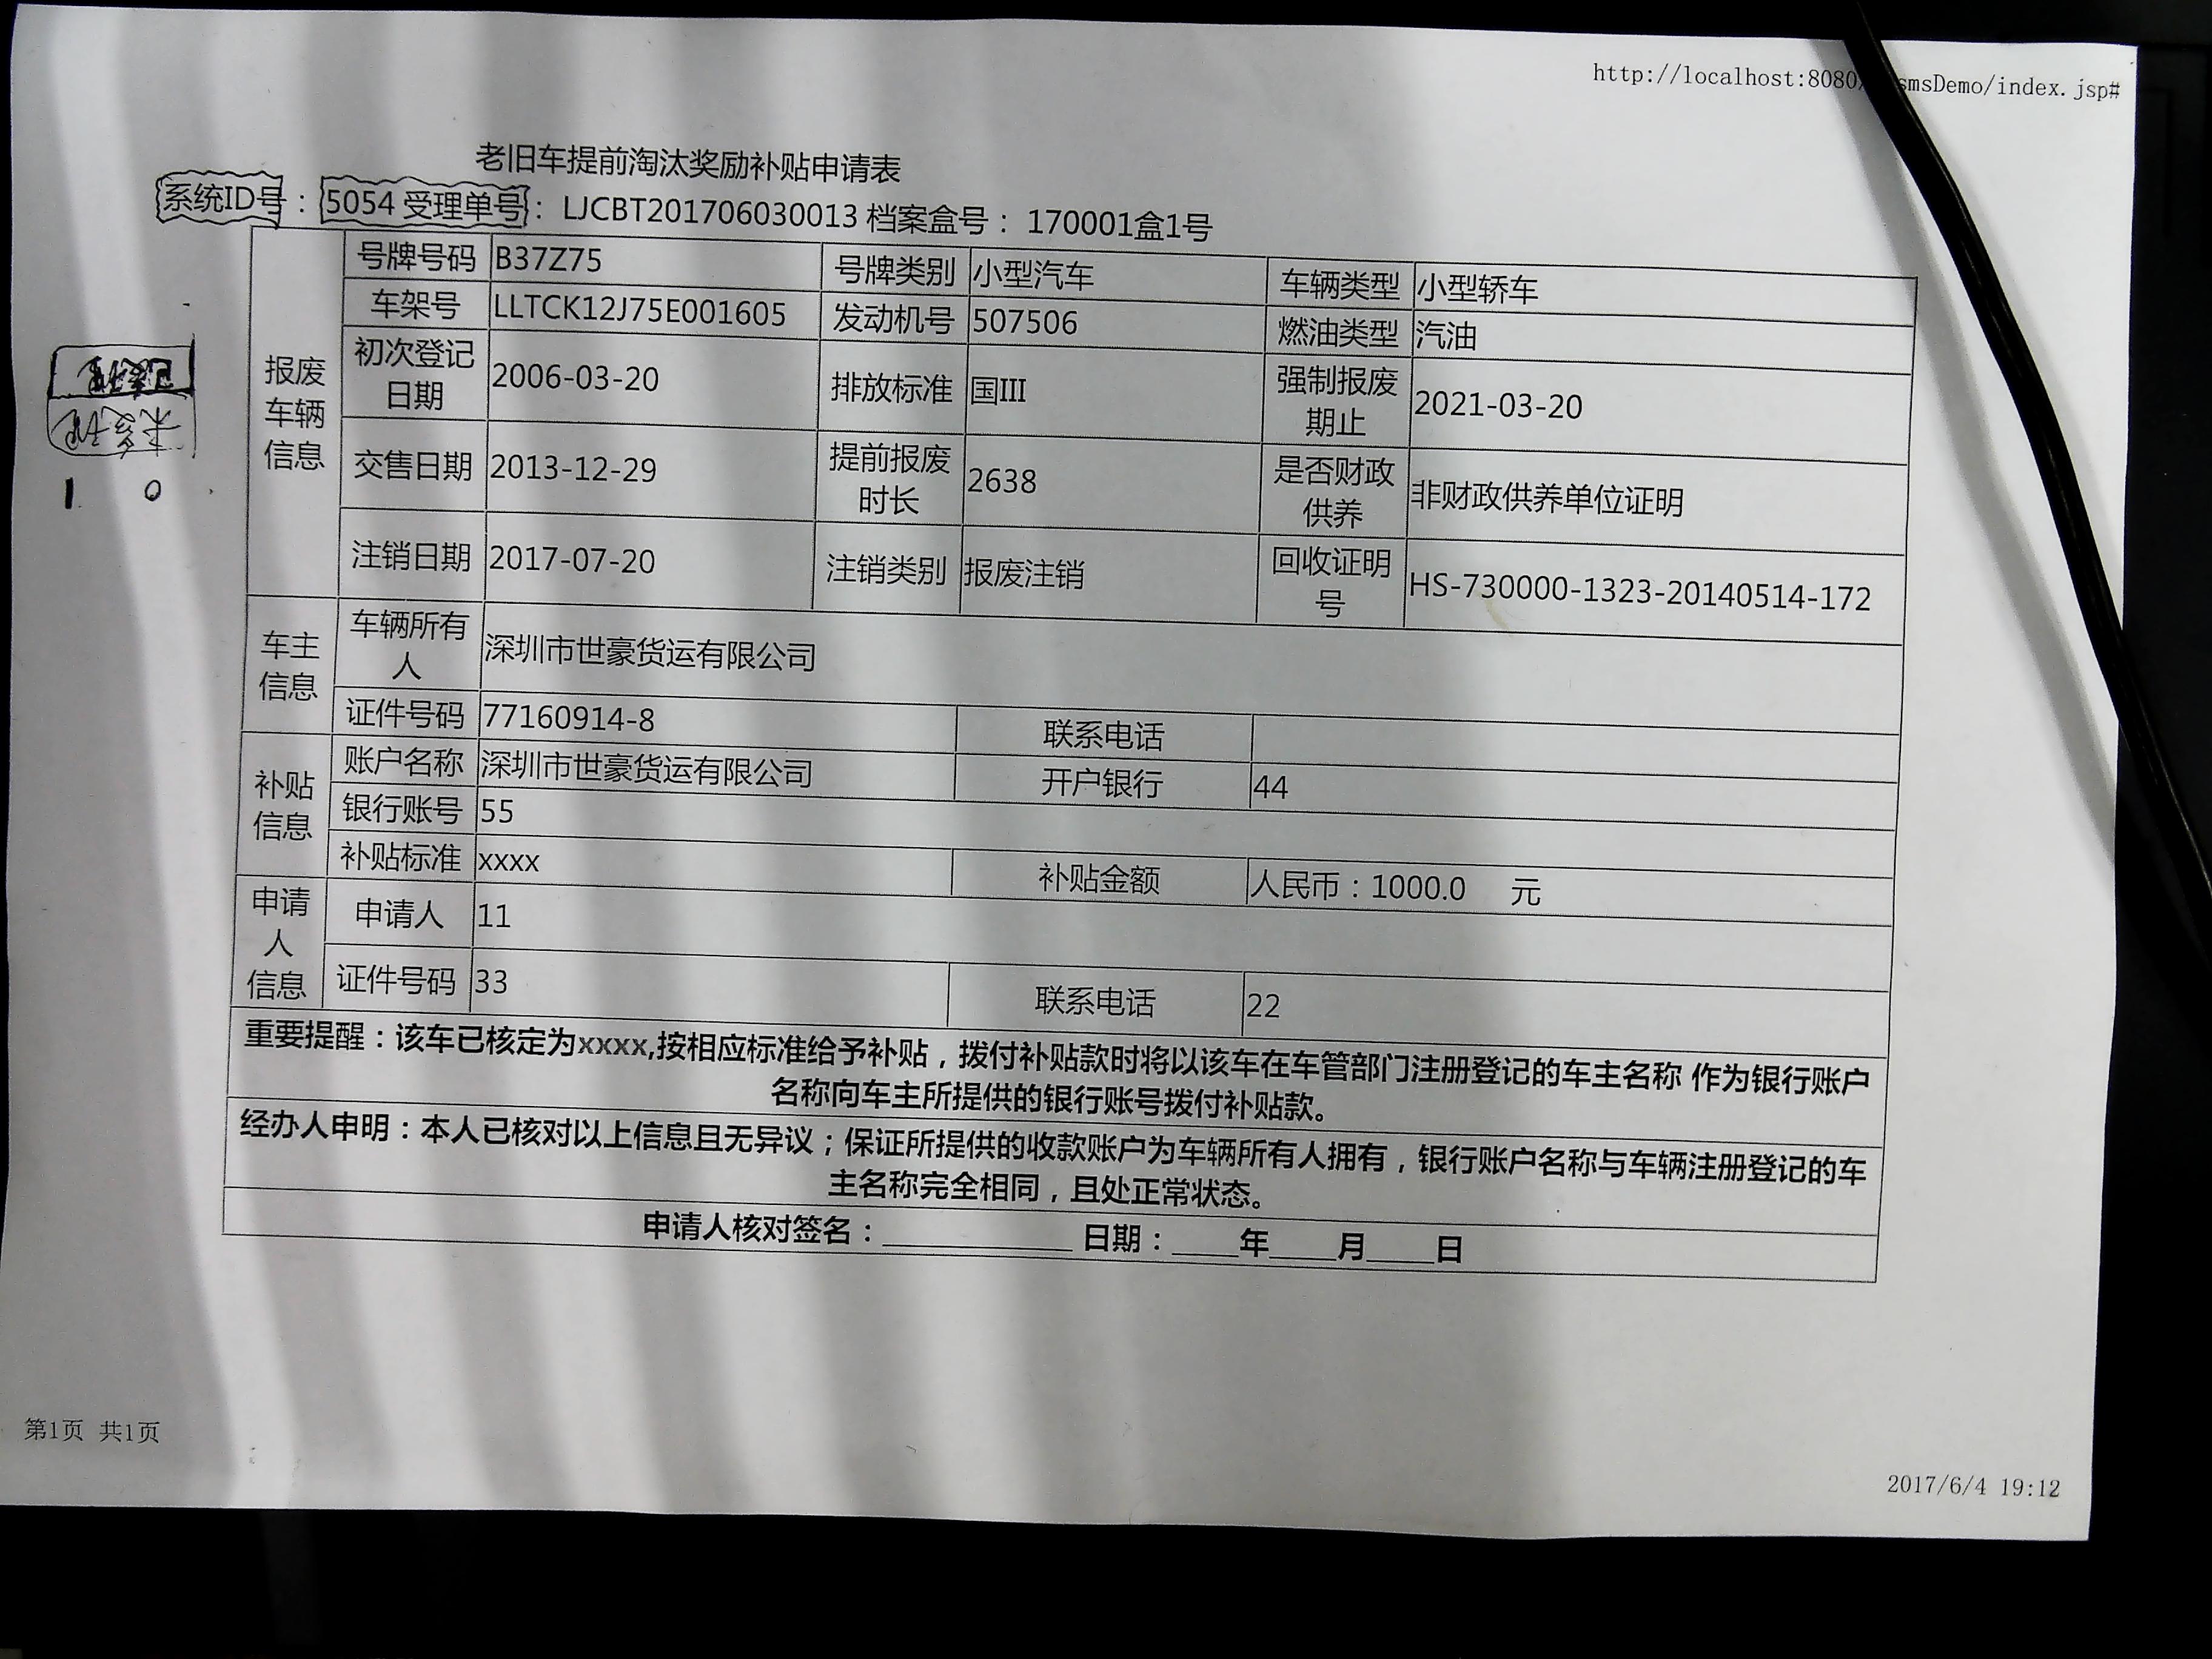 http://localhost:8080/ smsDemo/index.jsp#
老旧车提前淘汰奖励补贴申请表
系统ID号: 5054 受理单号: LJCBT201706030013 档案盒号: 170001盒1号
报废车辆信息
号牌号码 B37Z75 号牌类别 小型汽车 车辆类型 小型轿车
车架号 LLTCK12J75E001605 发动机号 507506 燃油类型 汽油
初次登记日期 2006-03-20 排放标准 国III 强制报废期止 2021-03-20
交售日期 2013-12-29 提前报废时长 2638 是否财政供养 非财政供养单位证明
注销日期 2017-07-20 注销类别 报废注销 回收证明号 HS-730000-1323-20140514-172
1 0
车主信息
车辆所有人 深圳市世豪货运有限公司
证件号码 77160914-8 联系电话
补贴信息
账户名称 深圳市世豪货运有限公司 开户银行 44
银行账号 55
补贴标准 xxxx 补贴金额 人民币:1000.0 元
申请人信息
申请人 11
证件号码 33 联系电话 22
重要提醒:该车已核定为xxxx,按相应标准给予补贴,拨付补贴款时将以该车在车管部门注册登记的车主名称 作为银行账户
名称向车主所提供的银行账号拨付补贴款。
经办人申明:本人已核对以上信息且无异议;保证所提供的收款账户为车辆所有人拥有,银行账户名称与车辆注册登记的车
主名称完全相同,且处正常状态。
申请人核对签名:__________ 日期:____年____月____日
第1页 共1页
2017/6/4 19:12